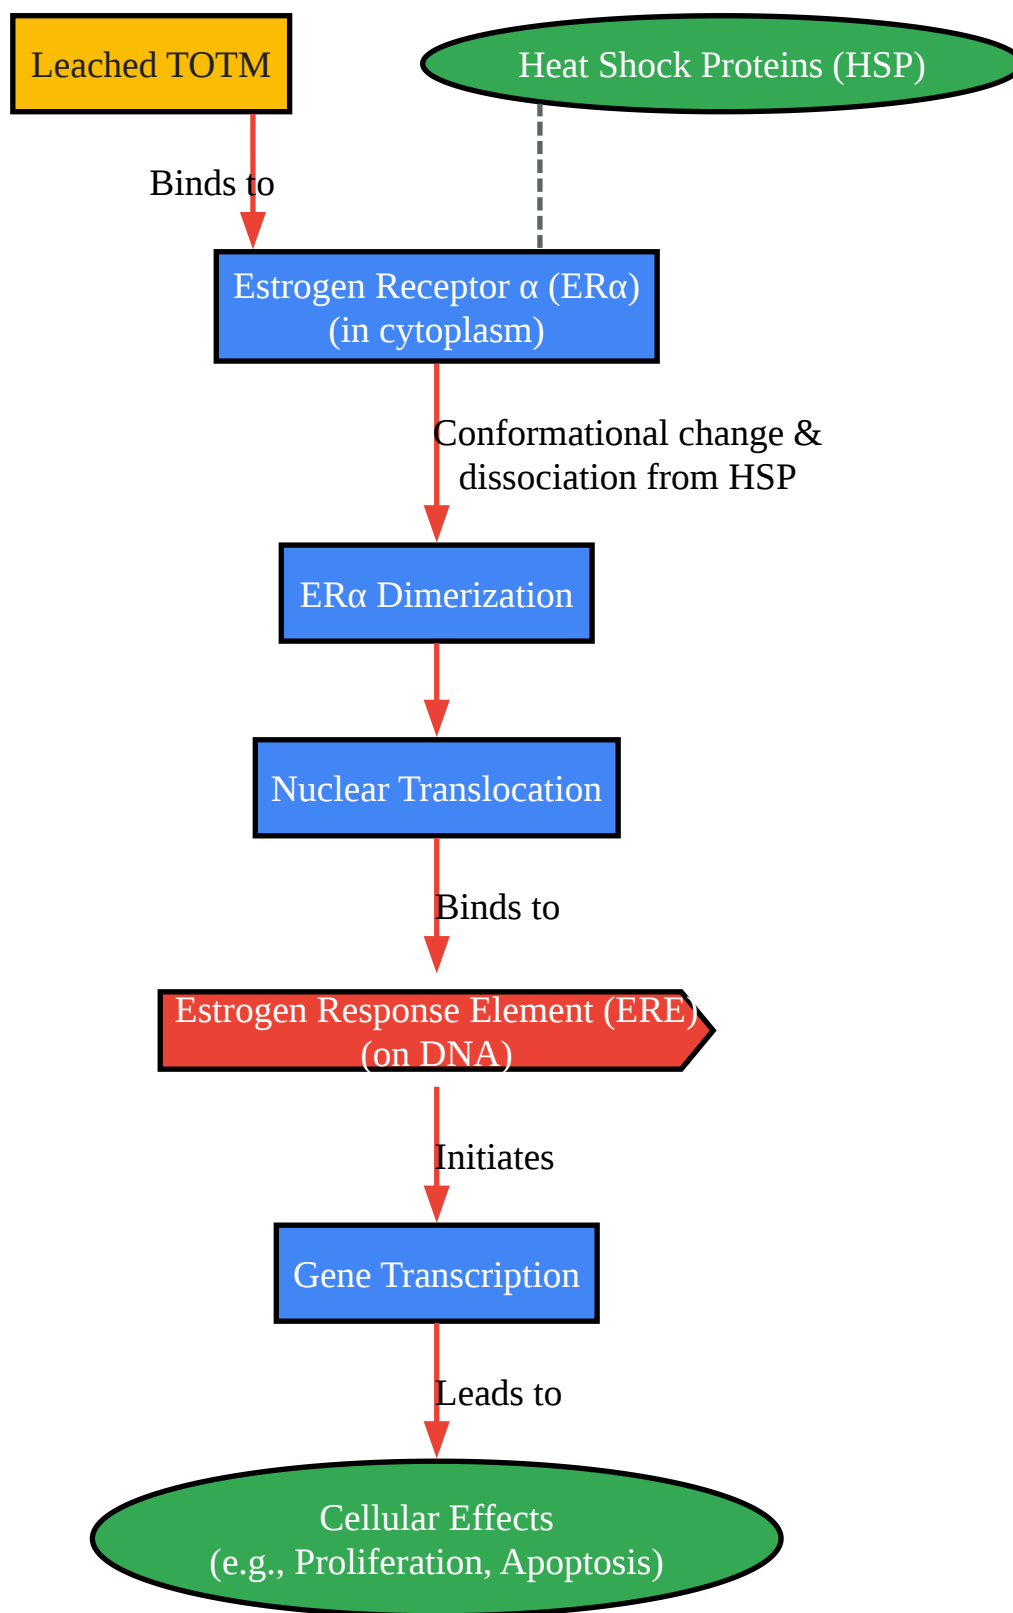 Leached TOTM
Heat Shock Proteins (HSP)
Binds to
Estrogen Receptor α (ERα)
(in cytoplasm)
Conformational change &
dissociation from HSP
ERα Dimerization
Nuclear Translocation
Binds to
Estrogen Response Element (ERE)
(on DNA)
Initiates
Gene Transcription
Leads to
Cellular Effects
(e.g., Proliferation, Apoptosis)